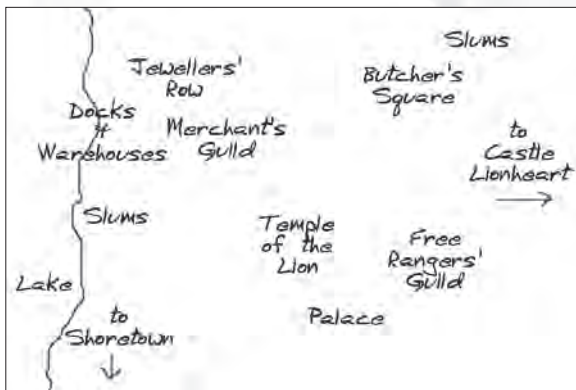 Slums
Jewellers'
Row
Butcher's
Square
Docks
&
Warehouses
Merchant's
Guild
to
Castle
Lionheart
Slums
Temple
of the
Lion
Free
Rangers'
Guild
Lake
to
Shoretown
Palace